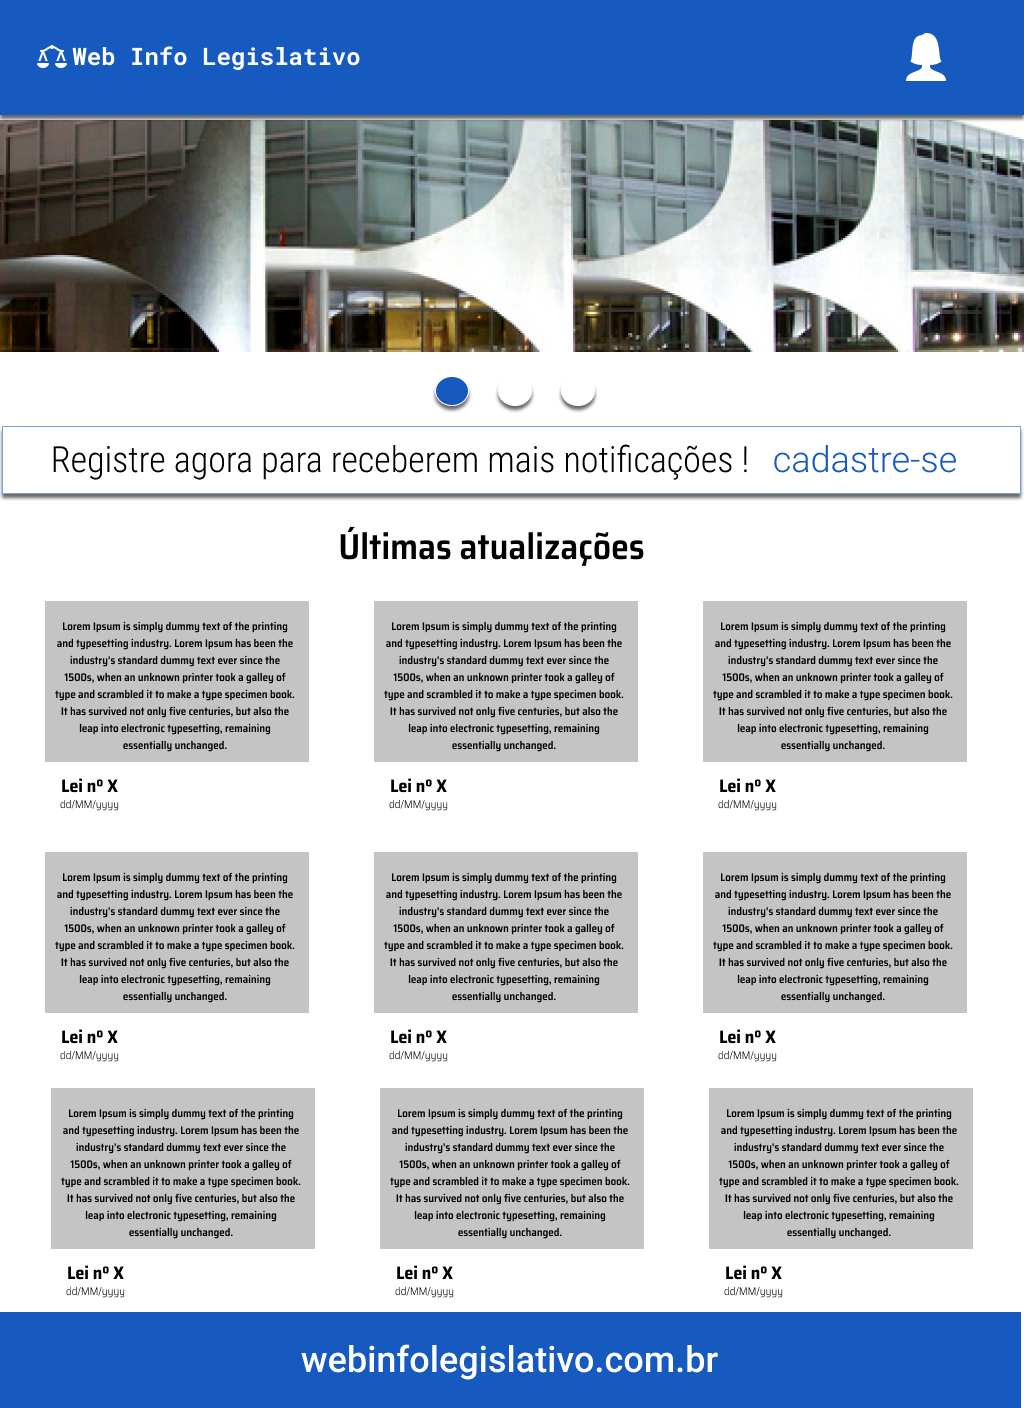 Web Info Legislativo
Registre agora para receberem mais notificações ! cadastre-se
Últimas atualizações
Lorem Ipsum is simply dummy text of the printing
and typesetting industry. Lorem Ipsum has been the
industry's standard dummy text ever since the
1500s, when an unknown printer took a galley of
type and scrambled it to make a type specimen book.
It has survived not only five centuries, but also the
leap into electronic typesetting, remaining
essentially unchanged.
Lei nº X
dd/MM/yyyy
Lorem Ipsum is simply dummy text of the printing
and typesetting industry. Lorem Ipsum has been the
industry's standard dummy text ever since the
1500s, when an unknown printer took a galley of
type and scrambled it to make a type specimen book.
It has survived not only five centuries, but also the
leap into electronic typesetting, remaining
essentially unchanged.
Lei nº X
dd/MM/yyyy
Lorem Ipsum is simply dummy text of the printing
and typesetting industry. Lorem Ipsum has been the
industry's standard dummy text ever since the
1500s, when an unknown printer took a galley of
type and scrambled it to make a type specimen book.
It has survived not only five centuries, but also the
leap into electronic typesetting, remaining
essentially unchanged.
Lei nº X
dd/MM/yyyy
Lorem Ipsum is simply dummy text of the printing
and typesetting industry. Lorem Ipsum has been the
industry's standard dummy text ever since the
1500s, when an unknown printer took a galley of
type and scrambled it to make a type specimen book.
It has survived not only five centuries, but also the
leap into electronic typesetting, remaining
essentially unchanged.
Lei nº X
dd/MM/yyyy
Lorem Ipsum is simply dummy text of the printing
and typesetting industry. Lorem Ipsum has been the
industry's standard dummy text ever since the
1500s, when an unknown printer took a galley of
type and scrambled it to make a type specimen book.
It has survived not only five centuries, but also the
leap into electronic typesetting, remaining
essentially unchanged.
Lei nº X
dd/MM/yyyy
Lorem Ipsum is simply dummy text of the printing
and typesetting industry. Lorem Ipsum has been the
industry's standard dummy text ever since the
1500s, when an unknown printer took a galley of
type and scrambled it to make a type specimen book.
It has survived not only five centuries, but also the
leap into electronic typesetting, remaining
essentially unchanged.
Lei nº X
dd/MM/yyyy
Lorem Ipsum is simply dummy text of the printing
and typesetting industry. Lorem Ipsum has been the
industry's standard dummy text ever since the
1500s, when an unknown printer took a galley of
type and scrambled it to make a type specimen book.
It has survived not only five centuries, but also the
leap into electronic typesetting, remaining
essentially unchanged.
Lei nº X
dd/MM/yyyy
Lorem Ipsum is simply dummy text of the printing
and typesetting industry. Lorem Ipsum has been the
industry's standard dummy text ever since the
1500s, when an unknown printer took a galley of
type and scrambled it to make a type specimen book.
It has survived not only five centuries, but also the
leap into electronic typesetting, remaining
essentially unchanged.
Lei nº X
dd/MM/yyyy
Lorem Ipsum is simply dummy text of the printing
and typesetting industry. Lorem Ipsum has been the
industry's standard dummy text ever since the
1500s, when an unknown printer took a galley of
type and scrambled it to make a type specimen book.
It has survived not only five centuries, but also the
leap into electronic typesetting, remaining
essentially unchanged.
Lei nº X
dd/MM/yyyy
webinfolegislativo.com.br